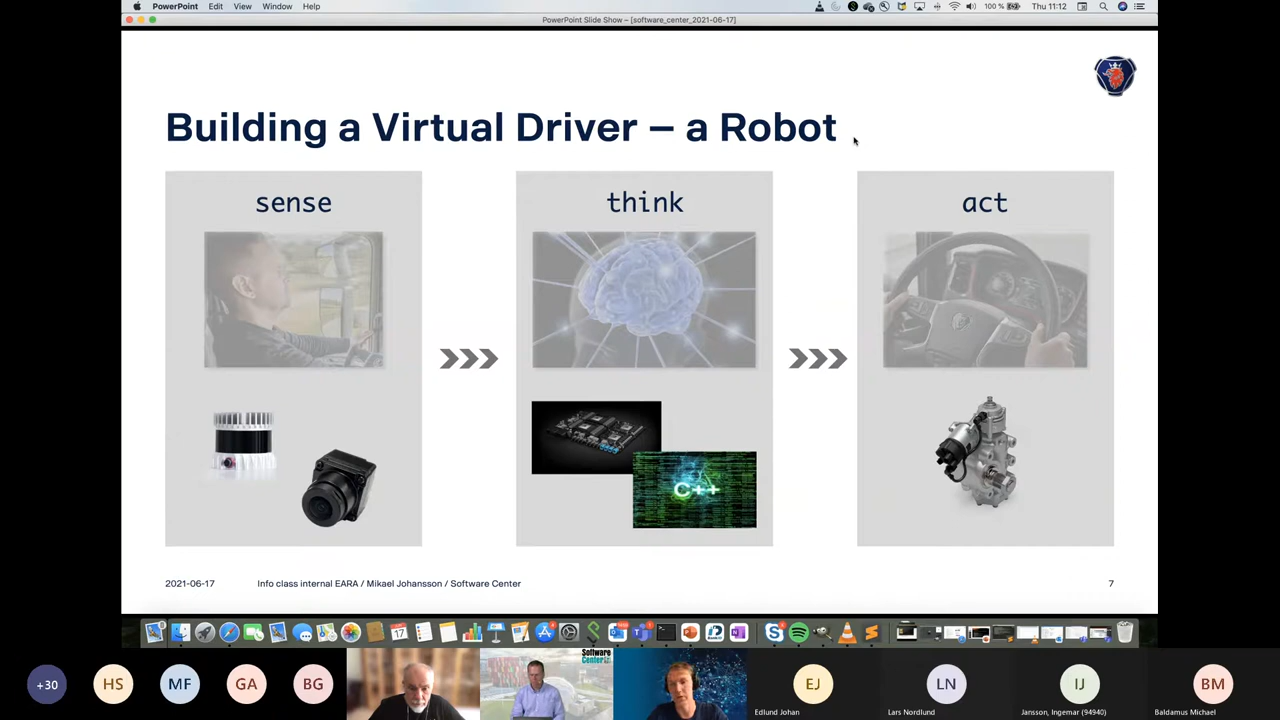 PowerPoint Edit View Window Help
100 %
Thu 11:12
PowerPoint Slide Show – [software_center_2021-06-17]
Building a Virtual Driver – a Robot
sense
think
act
C++
2021-06-17
Info class internal EARA / Mikael Johansson / Software Center
7
17
+30
HS
MF
GA
BG
Software
Center
EJ
LN
IJ
BM
Edlund Johan
Lars Nordlund
Jansson, Ingemar (94940)
Baldamus Michael